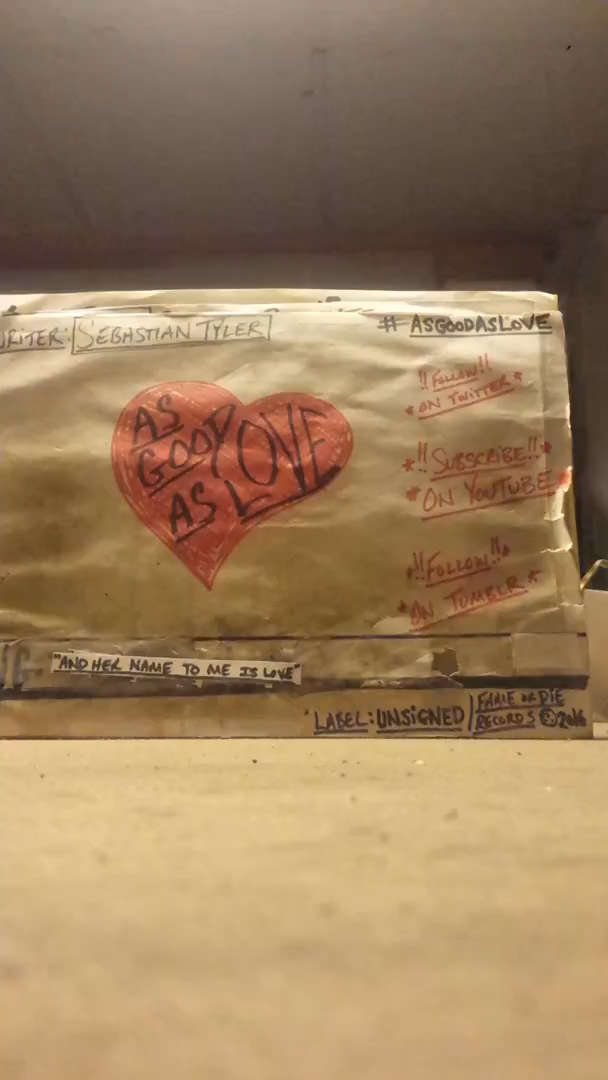 RITER: SEBASTIAN TYLER
# ASGOODASLOVE
!!FOLLOW!!
*ON TWITTER*
*!!SUBSCRIBE!!*
*ON YOUTUBE*
!!FOLLOW!!
*ON TUMBLR*
AS
GOOD
AS LOVE
"AND HER NAME TO ME IS LOVE"
LABEL: UNSIGNED / FAME OR DIE
RECORDS © 2016